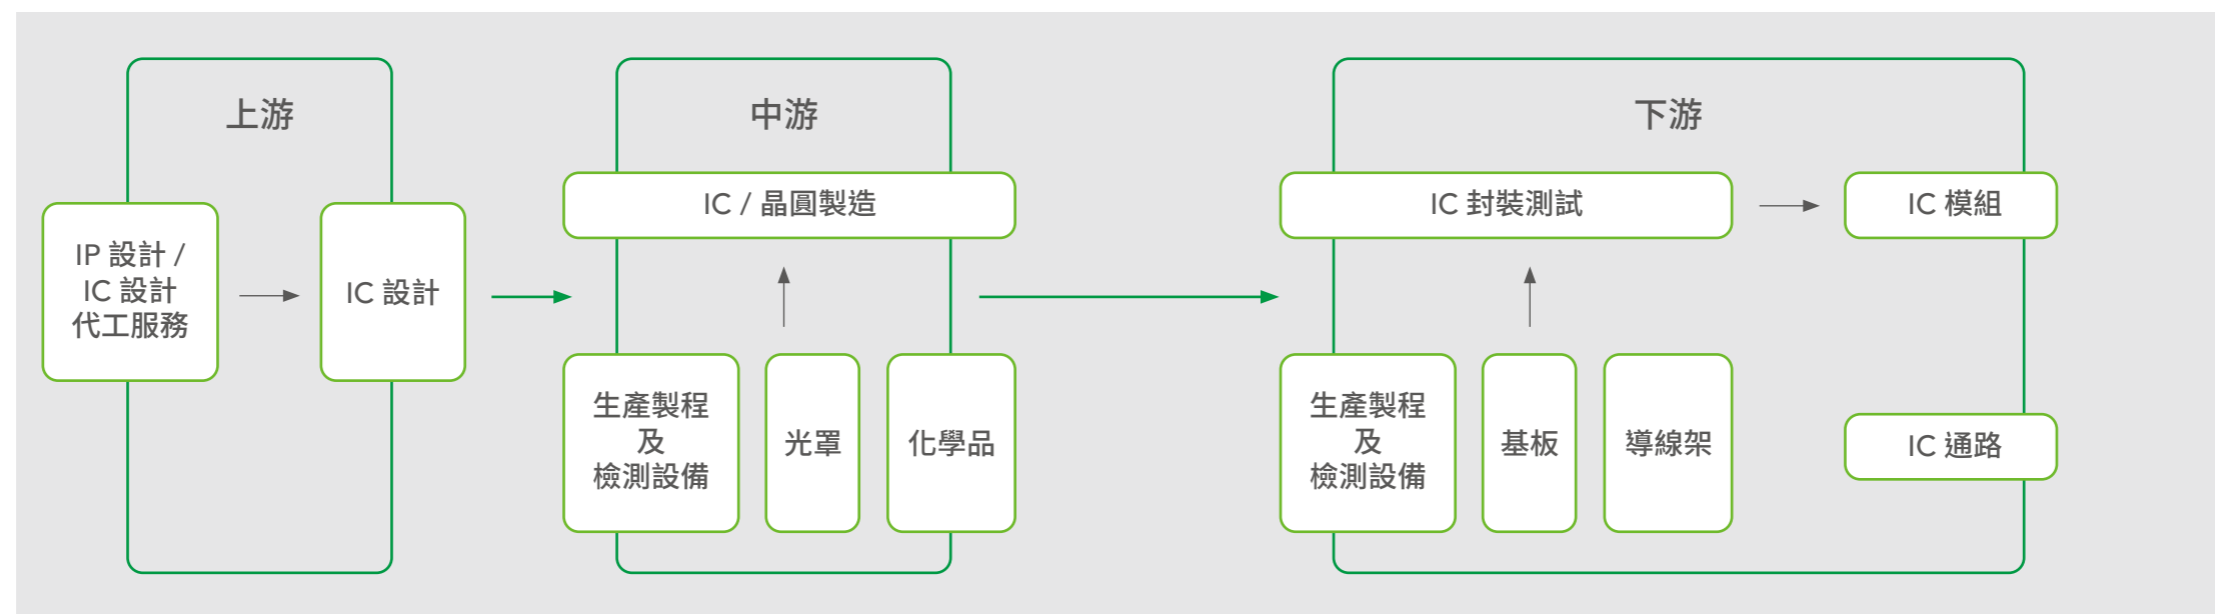 上游
IP 設計 /
IC 設計
代工服務
IC 設計
中游
IC / 晶圓製造
生產製程
及
檢測設備
光罩
化學品
下游
IC 封裝測試
IC 模組
生產製程
及
檢測設備
基板
導線架
IC 通路